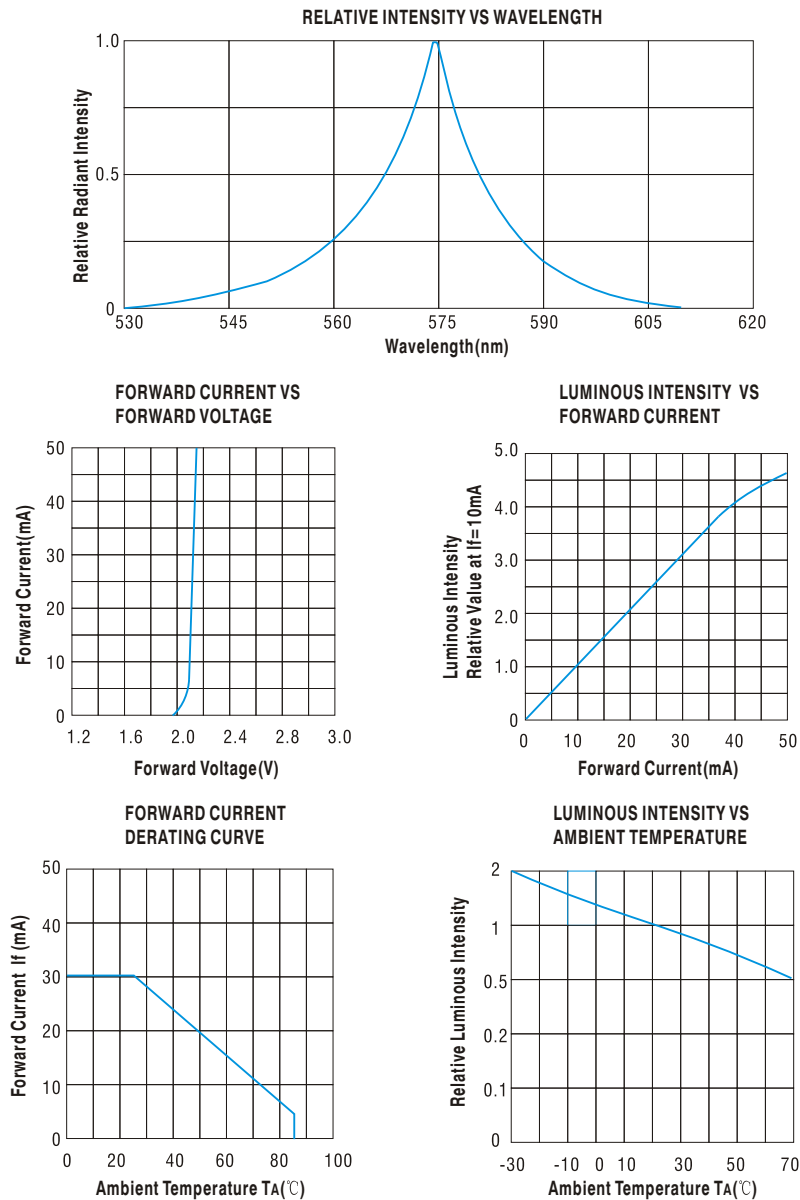 RELATIVE INTENSITY VS WAVELENGTH
Relative Radiant Intensity
1.0
0.5
0
530 545 560 575 590 605 620
Wavelength(nm)
FORWARD CURRENT VS
FORWARD VOLTAGE
Forward Current(mA)
50
40
30
20
10
0
1.2 1.6 2.0 2.4 2.8 3.0
Forward Voltage(V)
LUMINOUS INTENSITY VS
FORWARD CURRENT
Luminous Intensity
Relative Value at If=10mA
5.0
4.0
3.0
2.0
1.0
0
0 10 20 30 40 50
Forward Current(mA)
FORWARD CURRENT
DERATING CURVE
Forward Current If (mA)
50
40
30
20
10
0
0 20 40 60 80 100
Ambient Temperature TA(℃)
LUMINOUS INTENSITY VS
AMBIENT TEMPERATURE
Relative Luminous Intensity
2
1
0.5
0.2
0.1
0
-30 -10 0 10 30 50 70
Ambient Temperature TA(℃)